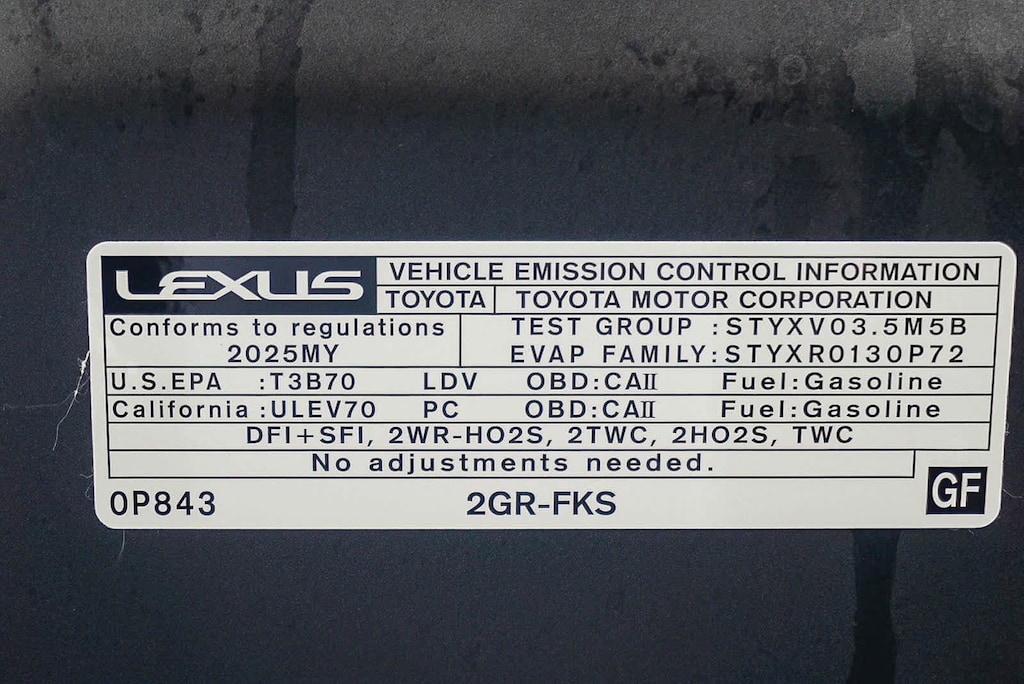 LEXUS VEHICLE EMISSION CONTROL INFORMATION
TOYOTA TOYOTA MOTOR CORPORATION
Conforms to regulations TEST GROUP :STYXV03.5M5B
2025MY EVAP FAMILY:STYXR0130P72
U.S.EPA :T3B70 LDV OBD:CAII Fuel:Gasoline
California :ULEV70 PC OBD:CAII Fuel:Gasoline
DFI+SFI, 2WR-HO2S, 2TWC, 2HO2S, TWC
No adjustments needed.
0P843 2GR-FKS GF